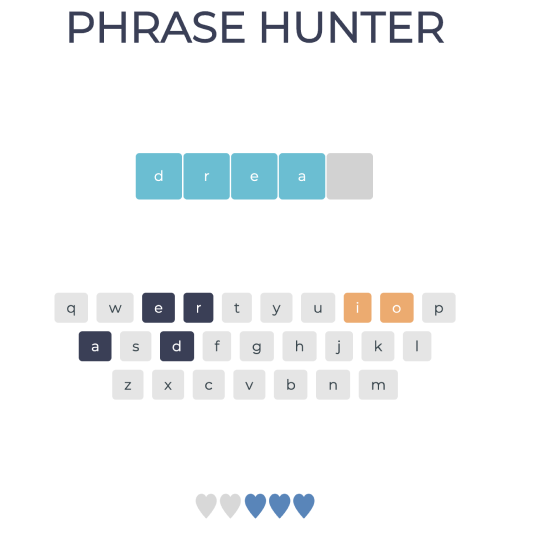 PHRASE HUNTER
d r e a
q w e r t y u i o p
a s d f g h j k l
z x c v b n m